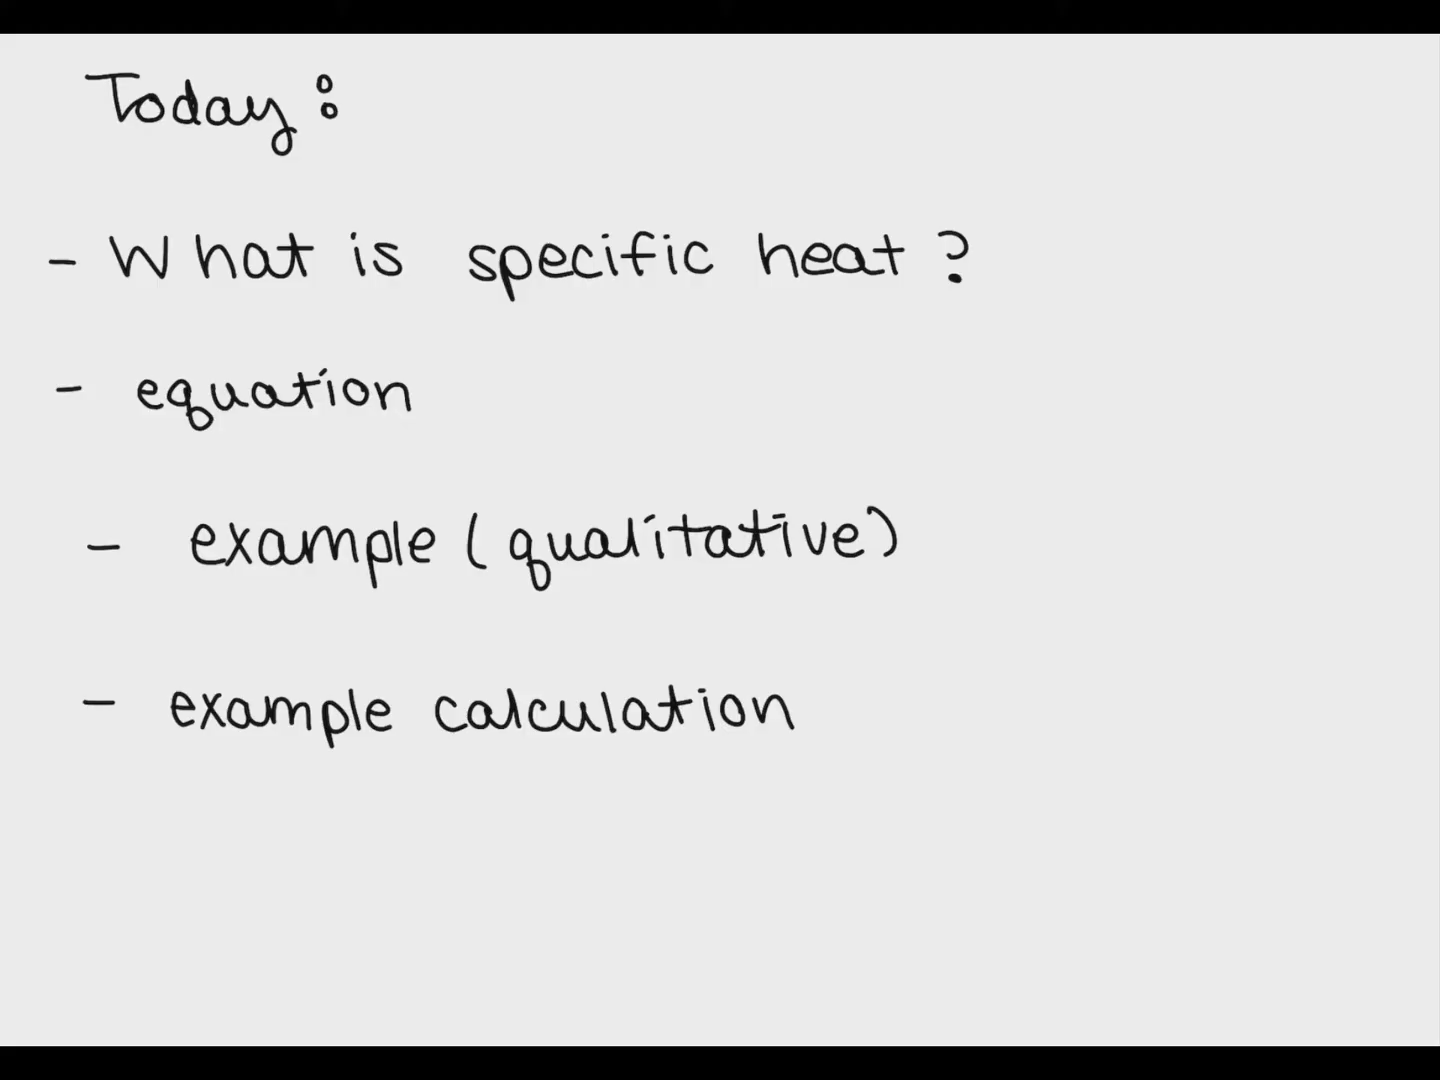 Today:
- What is specific heat?
- equation
- example (qualitative)
- example calculation